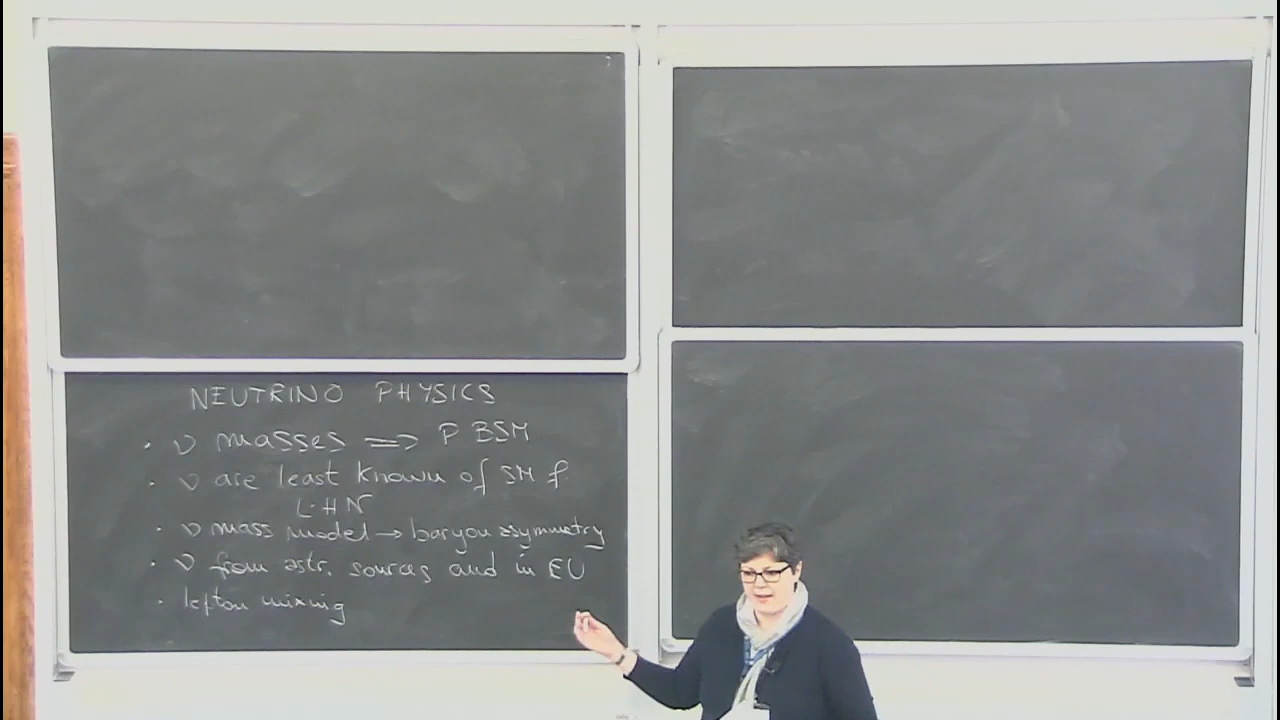 NEUTRINO PHYSICS
· ν masses ⇒ P BSM
· ν are least known of SM f
L·HN
· ν mass model → baryon asymmetry
· ν from astr. sources and in EU
· lepton mixing